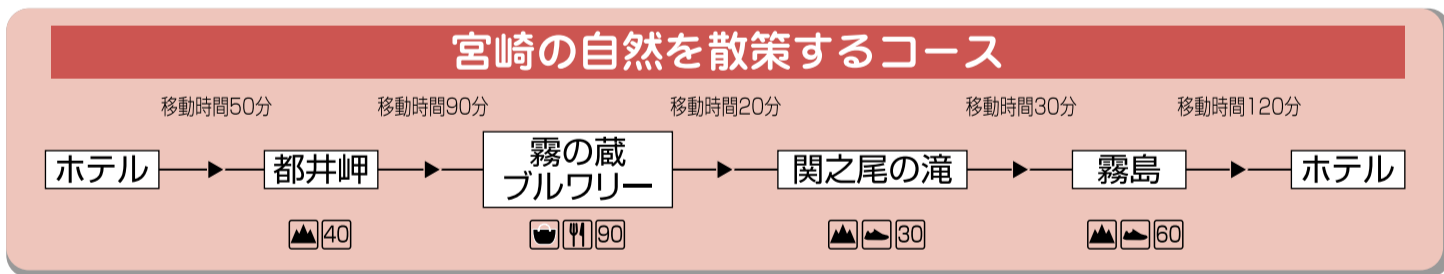 宮崎の自然を散策するコース
移動時間50分 移動時間90分 移動時間20分 移動時間30分 移動時間120分
ホテル 都井岬 霧の蔵 関之尾の滝 霧島 ホテル
ブルワリー
40 90 30 60